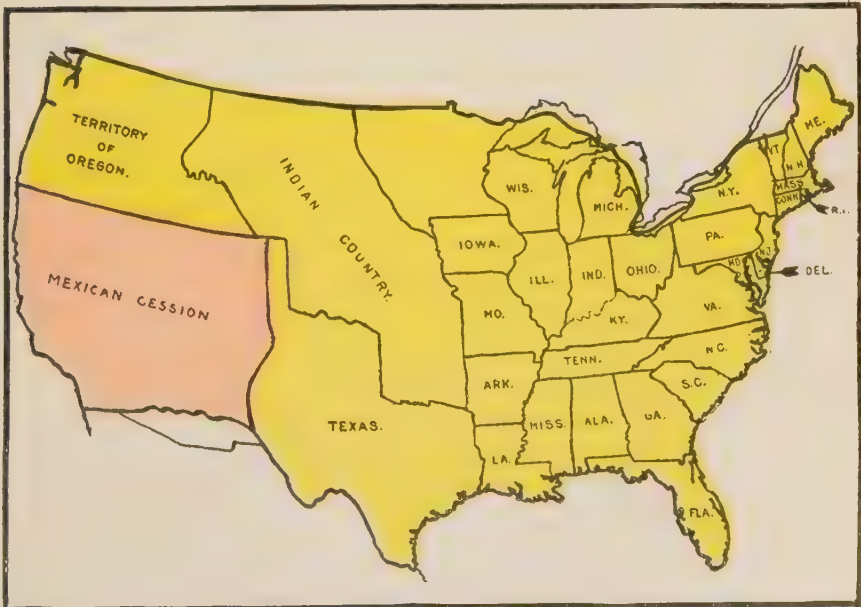 TERRITORY
OF
OREGON.
INDIAN
COUNTRY.
MEXICAN CESSION
TEXAS.
WIS.
MICH.
IOWA.
ILL.
IND.
OHIO.
MO.
KY.
TENN.
ARK.
LA.
MISS.
ALA.
GA.
FLA.
S.C.
N.C.
VA.
PA.
N.Y.
N.J.
MD.
DEL.
ME.
VT.
N.H.
MASS
CONN
R.I.